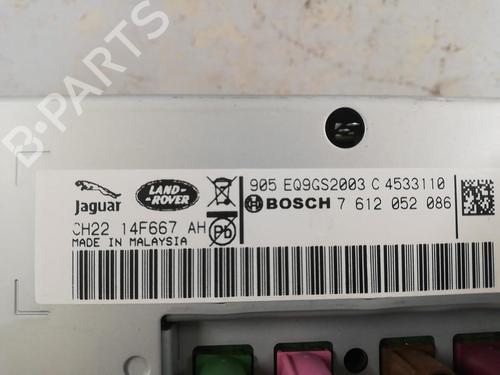 B-PARTS
905 EQ9GS2003 C 4533110
Jaguar
LAND-
ROVER
BOSCH 7 612 052 086
CH22 14F667 AH
Pb
MADE IN MALAYSIA